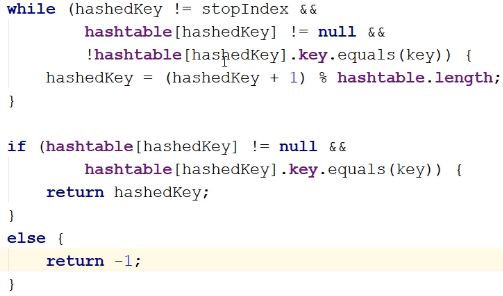 while (hashedKey != stopIndex &&
hashtable[hashedKey] != null &&
!hashtable[hashedKey].key.equals(key)) {
hashedKey = (hashedKey + 1) % hashtable.length;
}
if (hashtable[hashedKey] != null &&
hashtable[hashedKey].key.equals(key)) {
return hashedKey;
}
else {
return -1;
}